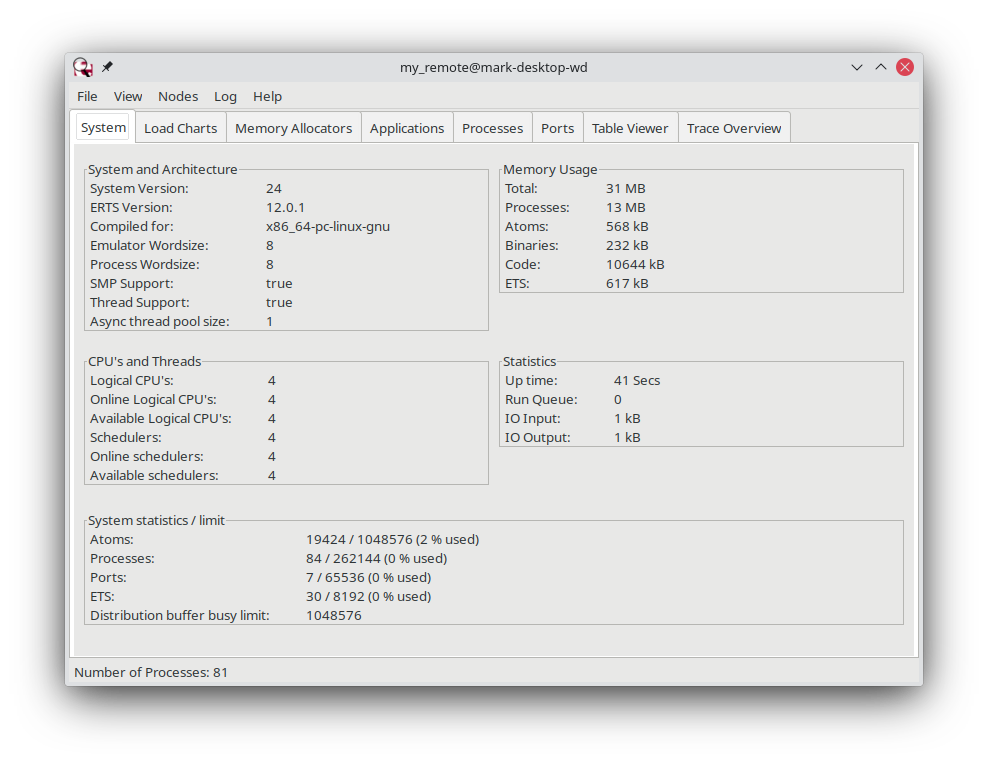 my_remote@mark-desktop-wd
File View Nodes Log Help
System Load Charts Memory Allocators Applications Processes Ports Table Viewer Trace Overview
System and Architecture
System Version: 24
ERTS Version: 12.0.1
Compiled for: x86_64-pc-linux-gnu
Emulator Wordsize: 8
Process Wordsize: 8
SMP Support: true
Thread Support: true
Async thread pool size: 1
Memory Usage
Total: 31 MB
Processes: 13 MB
Atoms: 568 kB
Binaries: 232 kB
Code: 10644 kB
ETS: 617 kB
CPU's and Threads
Logical CPU's: 4
Online Logical CPU's: 4
Available Logical CPU's: 4
Schedulers: 4
Online schedulers: 4
Available schedulers: 4
Statistics
Up time: 41 Secs
Run Queue: 0
IO Input: 1 kB
IO Output: 1 kB
System statistics / limit
Atoms: 19424 / 1048576 (2 % used)
Processes: 84 / 262144 (0 % used)
Ports: 7 / 65536 (0 % used)
ETS: 30 / 8192 (0 % used)
Distribution buffer busy limit: 1048576
Number of Processes: 81